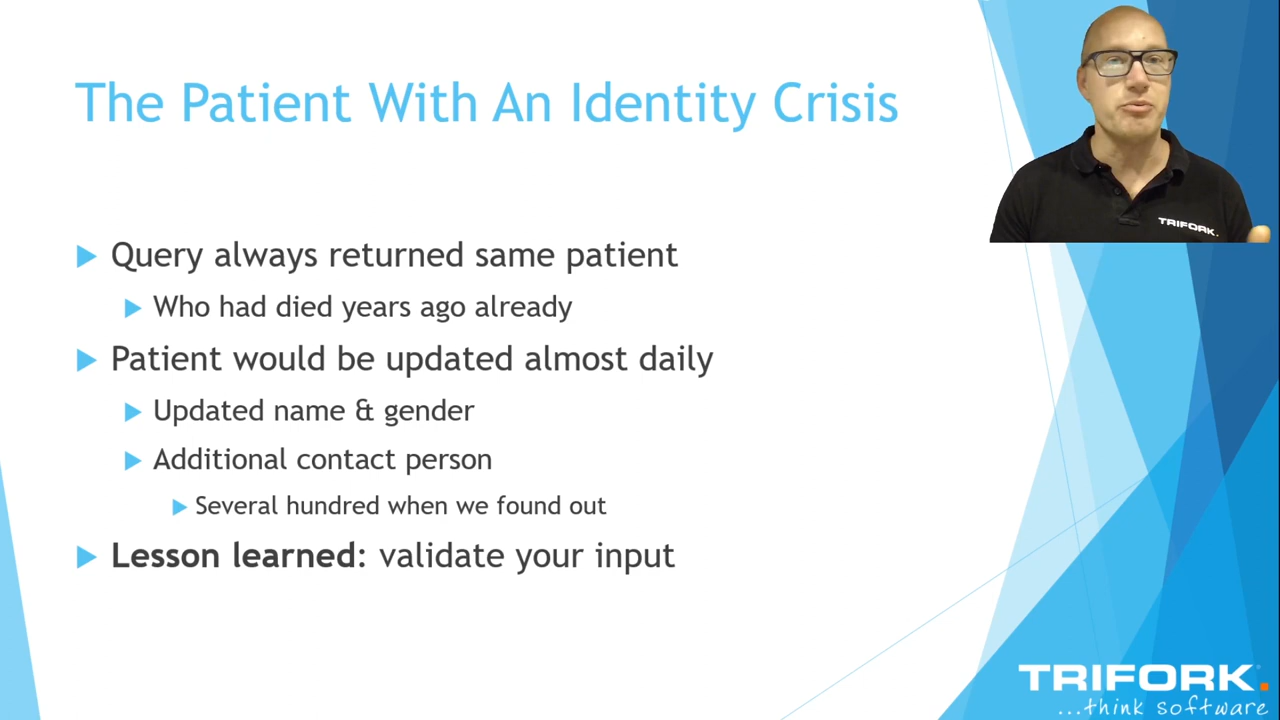 The Patient With An Identity Crisis
TRIFORK.
Query always returned same patient
Who had died years ago already
Patient would be updated almost daily
Updated name & gender
Additional contact person
Several hundred when we found out
Lesson learned: validate your input
TRIFORK.
...think software